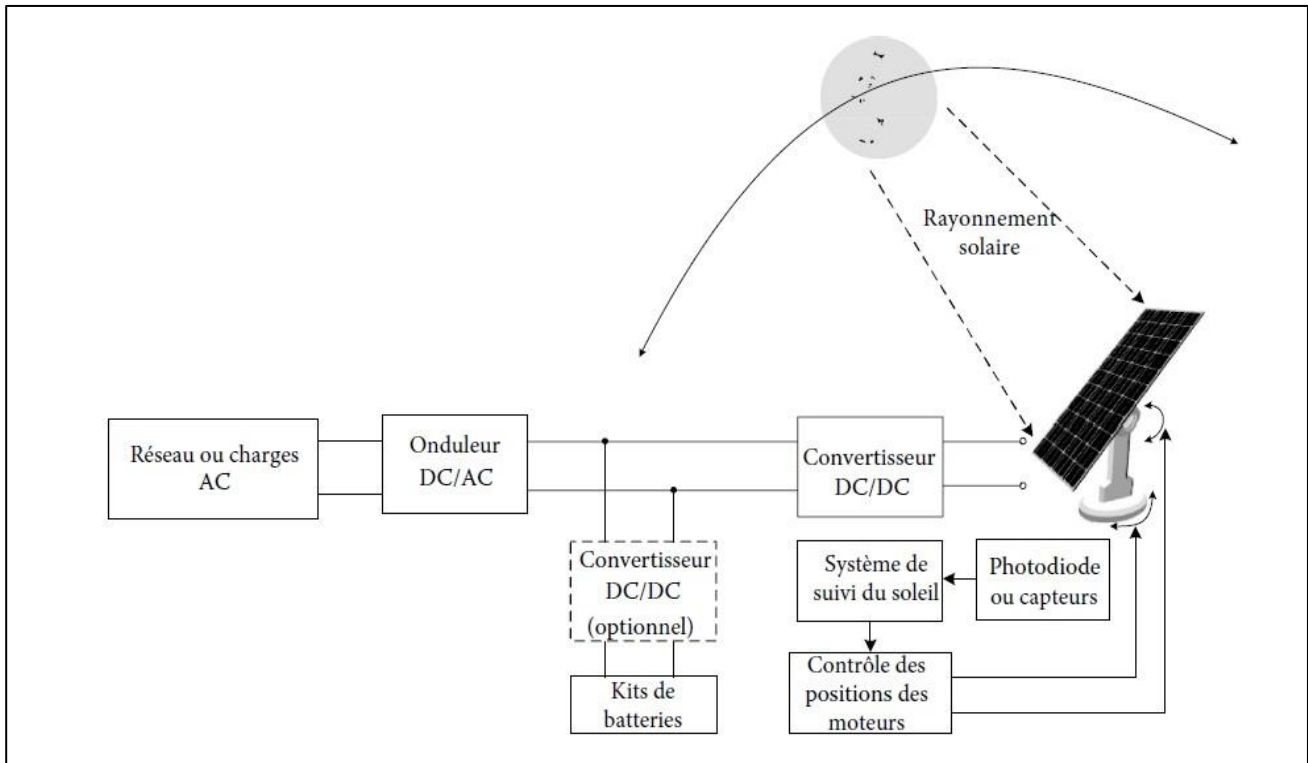 Rayonnement
solaire
Réseau ou charges
AC
Onduleur
DC/AC
Convertisseur
DC/DC
Convertisseur
DC/DC
(optionnel)
Kits de
batteries
Système de
suivi du soleil
Photodiode
ou capteurs
Contrôle des
positions des
moteurs